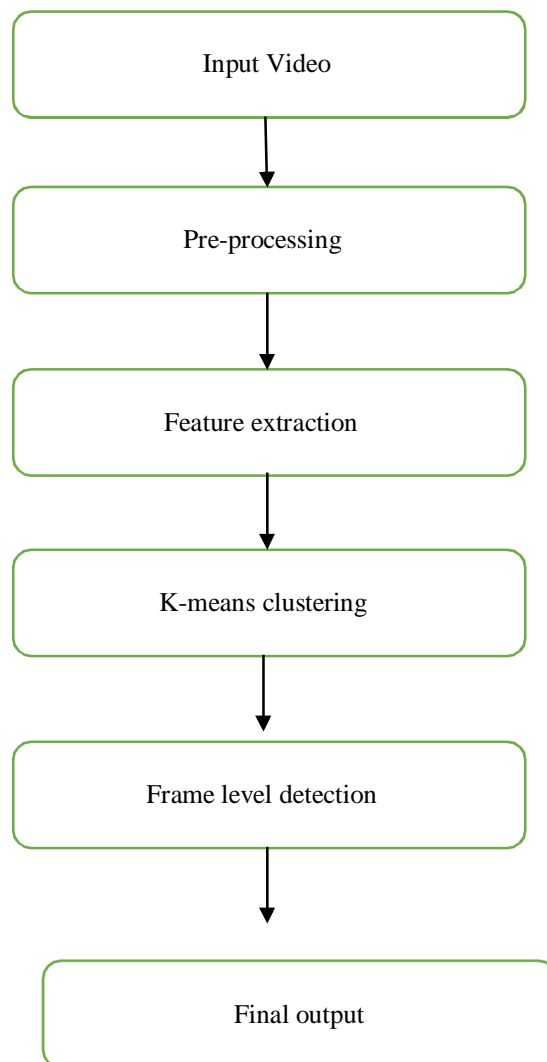 Input Video
Pre-processing
Feature extraction
K-means clustering
Frame level detection
Final output